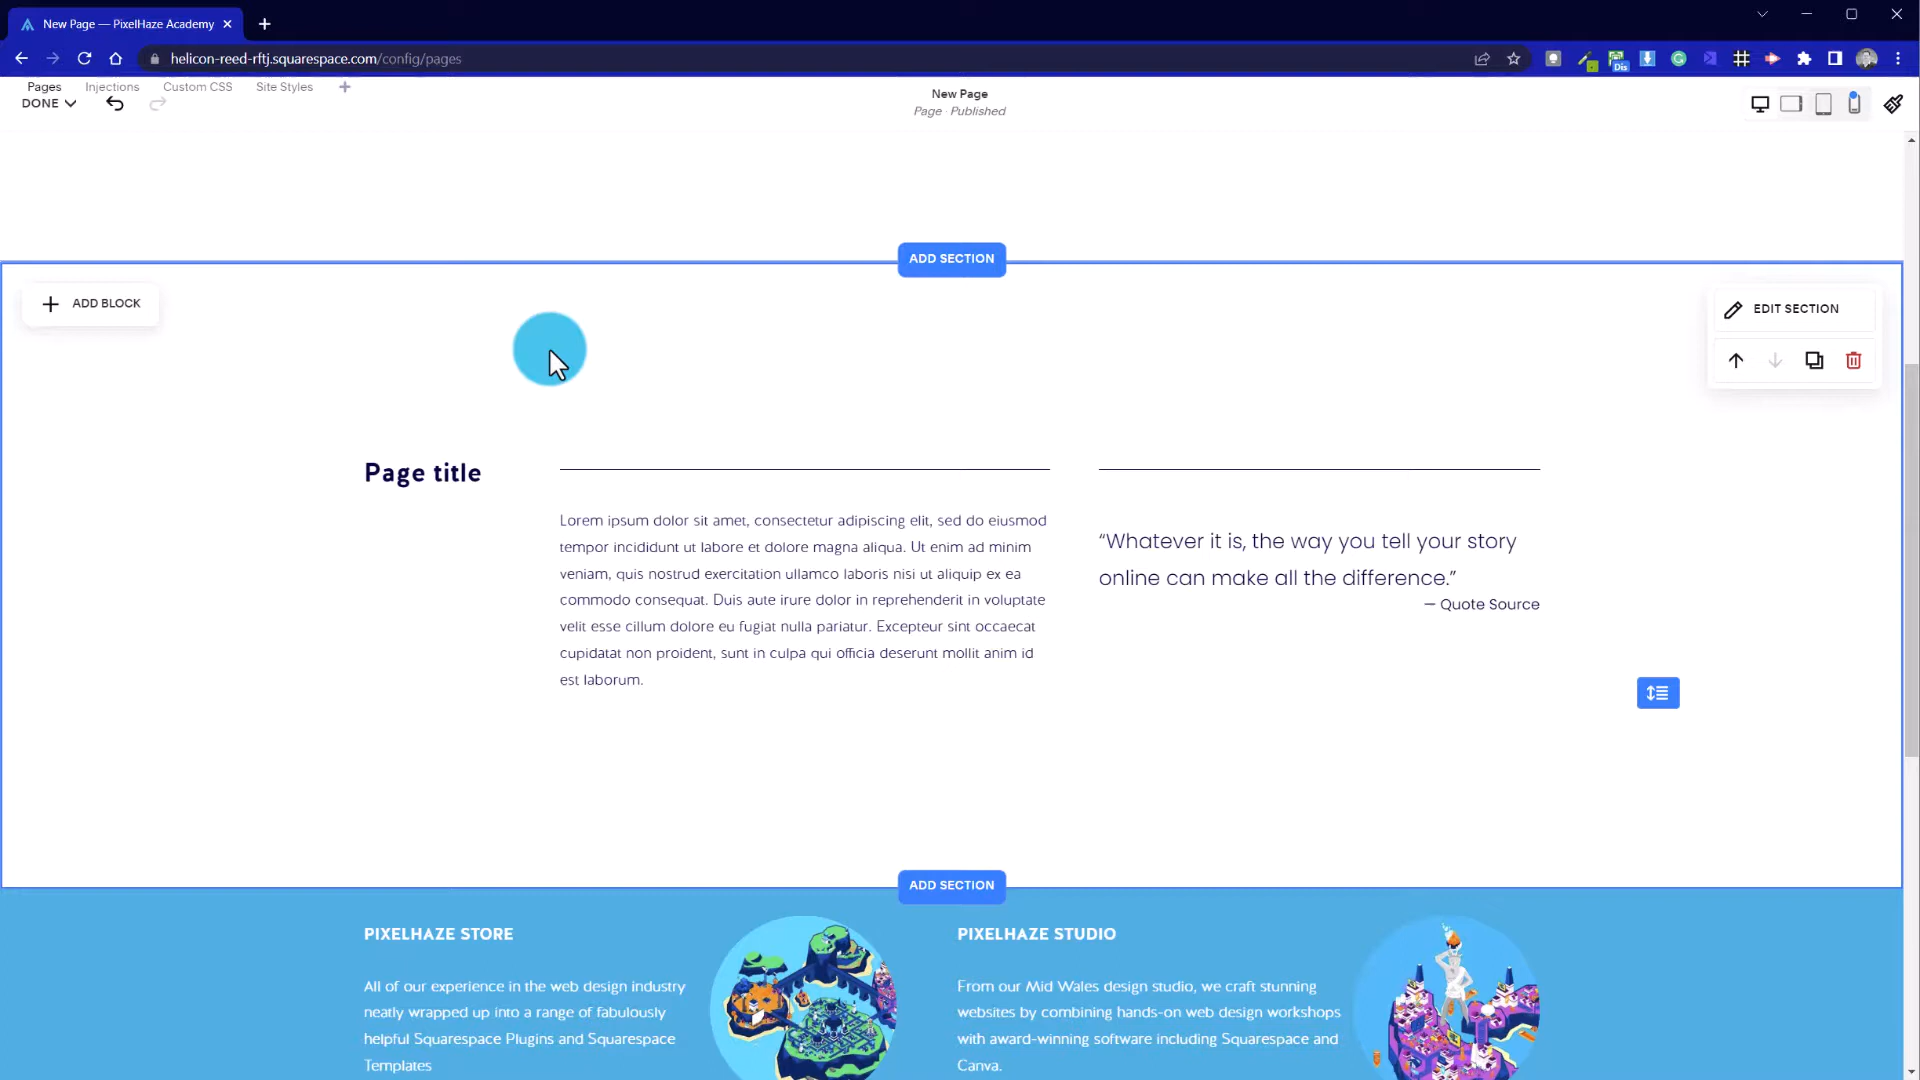 New Page — PixelHaze Academy
helicon-reed-rftj.squarespace.com/config/pages
Dis
Pages
Injections
Custom CSS
Site Styles
DONE
New Page
Page · Published
ADD SECTION
ADD BLOCK
EDIT SECTION
Page title
Lorem ipsum dolor sit amet, consectetur adipiscing elit, sed do eiusmod
tempor incididunt ut labore et dolore magna aliqua. Ut enim ad minim
veniam, quis nostrud exercitation ullamco laboris nisi ut aliquip ex ea
commodo consequat. Duis aute irure dolor in reprehenderit in voluptate
velit esse cillum dolore eu fugiat nulla pariatur. Excepteur sint occaecat
cupidatat non proident, sunt in culpa qui officia deserunt mollit anim id
est laborum.
“Whatever it is, the way you tell your story
online can make all the difference.”
— Quote Source
ADD SECTION
PIXELHAZE STORE
All of our experience in the web design industry
neatly wrapped up into a range of fabulously
helpful Squarespace Plugins and Squarespace
Templates
PIXELHAZE STUDIO
From our Mid Wales design studio, we craft stunning
websites by combining hands-on web design workshops
with award-winning software including Squarespace and
Canva.